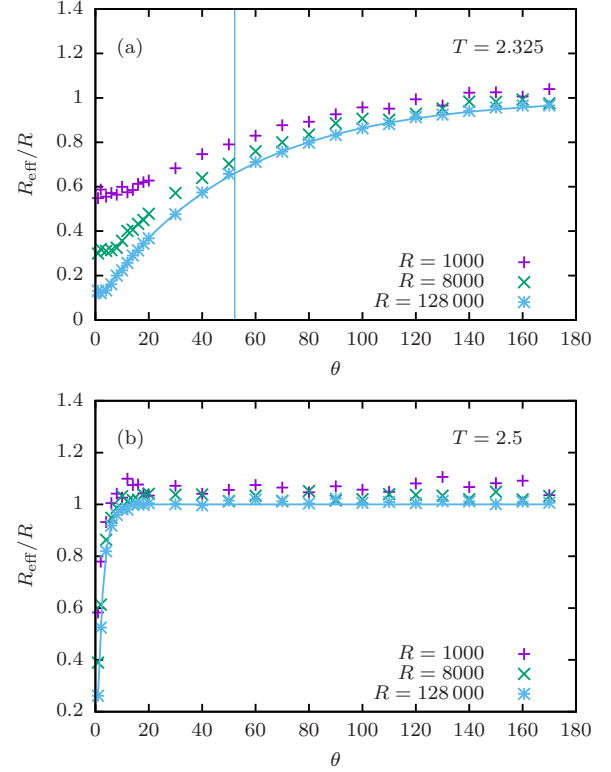 1.4
(a)
T = 2.325
1.2
1
0.8
R_eff/R
0.6
0.4
R = 1000
R = 8000
0.2
R = 128 000
0
0 20 40 60 80 100 120 140 160 180
θ
1.4
(b)
T = 2.5
1.2
1
R_eff/R
0.8
0.6
R = 1000
R = 8000
0.4
R = 128 000
0.2
0 20 40 60 80 100 120 140 160 180
θ